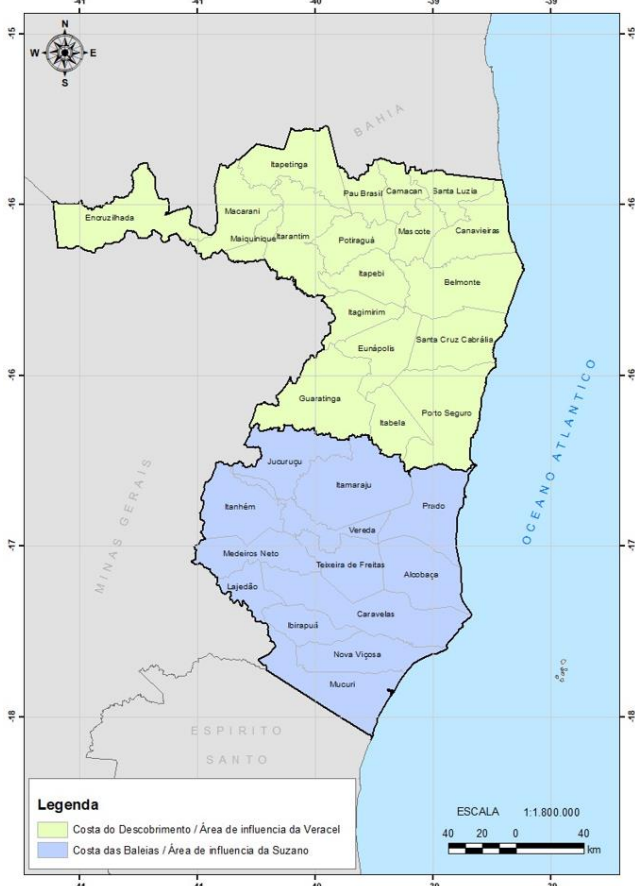 -41 -41 -40 -39 -39
-15 -15
N
W E
S
BAHIA
Itapetinga
Pau Brasil Camacan Santa Luzia
-16 -16
Encruzilhada
Macarani
Maiquinique Itarantim Potiraguá Mascote Canavieiras
Itapebi
Belmonte
Itagimirim
Santa Cruz Cabrália
Eunápolis
-16 -16
Guaratinga
Porto Seguro
Itabela
OCEANO ATLANTICO
MINAS GERAIS
Jucuruçu
Itamaraju
Itanhém
Prado
Vereda
-17 -17
Medeiros Neto
Teixeira de Freitas
Alcobaça
Lajedão
Caravelas
Ibirapuã
Nova Viçosa
Mucuri
-18 -18
ESPIRITO
SANTO
Legenda
Costa do Descobrimento / Área de influencia da Veracel
Costa das Baleias / Área de influencia da Suzano
ESCALA 1:1.800.000
40 20 0 40
km
-41 -41 -40 -39 -39